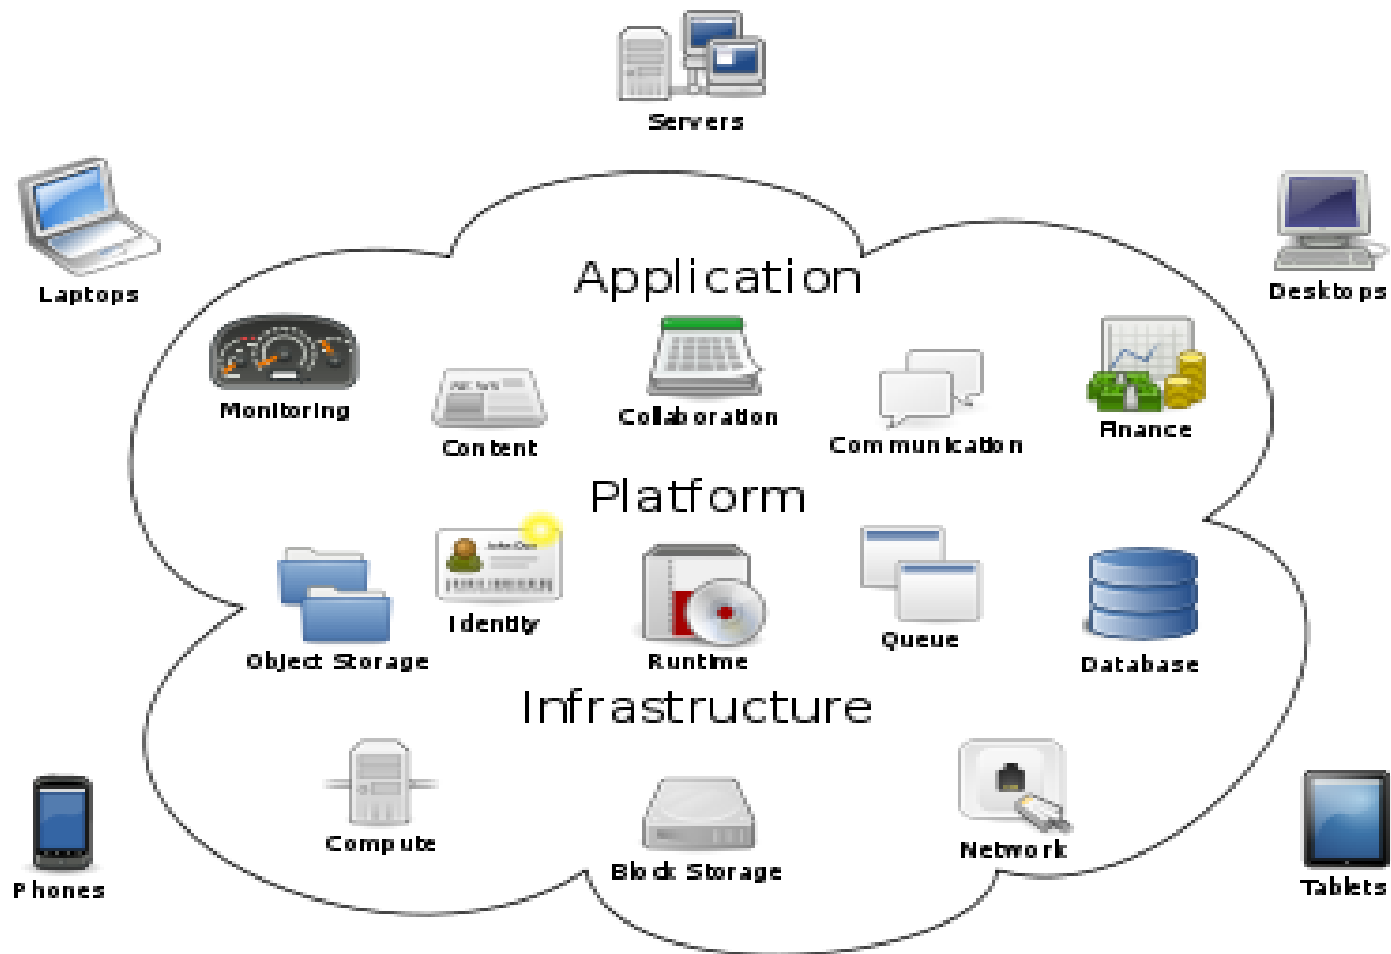 Servers
Laptops
Desktops
Application
Monitoring
Content
Collaboration
Communication
Finance
Platform
Object Storage
Identity
Runtime
Queue
Database
Infrastructure
Compute
Block Storage
Network
Phones
Tablets